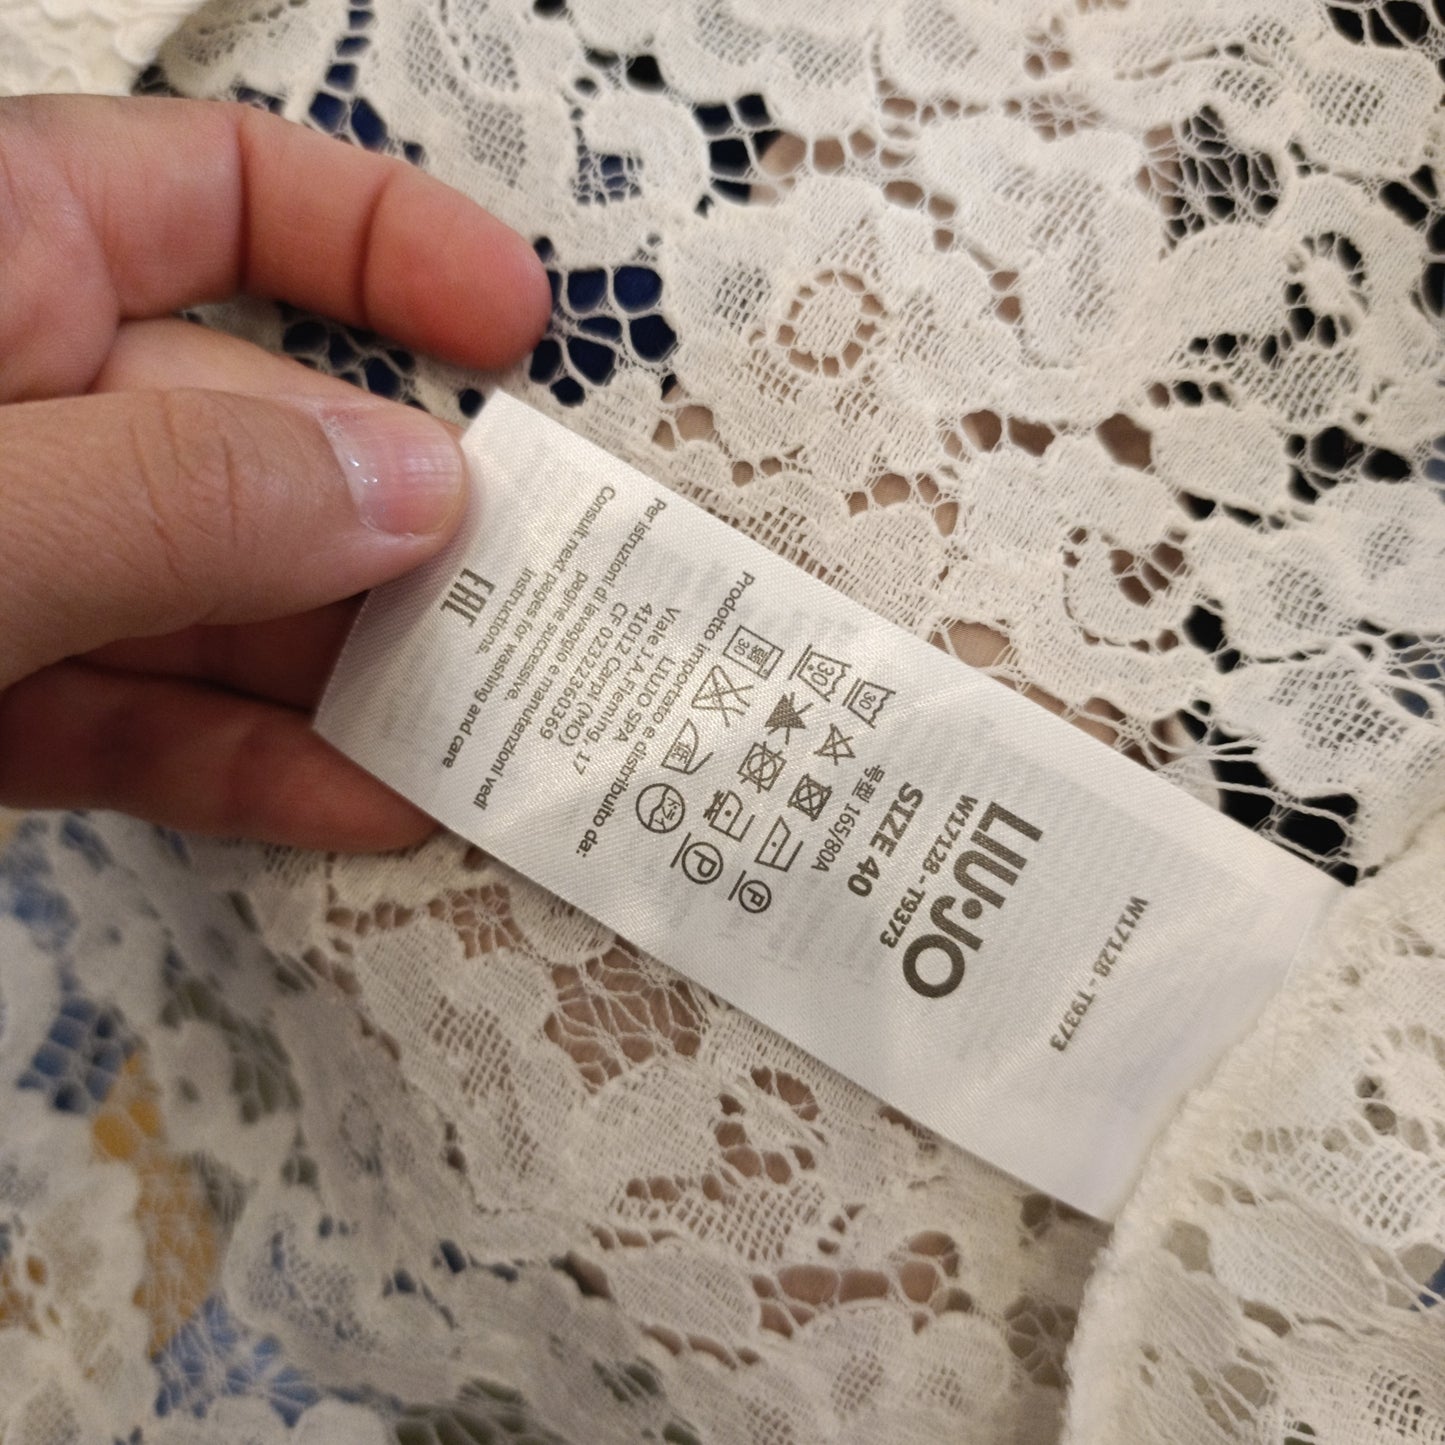 W17128 - T9373
LIU•JO
W17128 - T9373
SIZE 40
号型 165/80A
30
P
30
P
30
Prodotto importato e distribuito da:
LIUJO SPA
Viale J.A.Fleming, 17
41012 Carpi (MO)
CF 02322360369
Per istruzioni di lavaggio e manutenzioni vedi
pagine successive.
Consult next pages for washing and care
instructions.
EAC